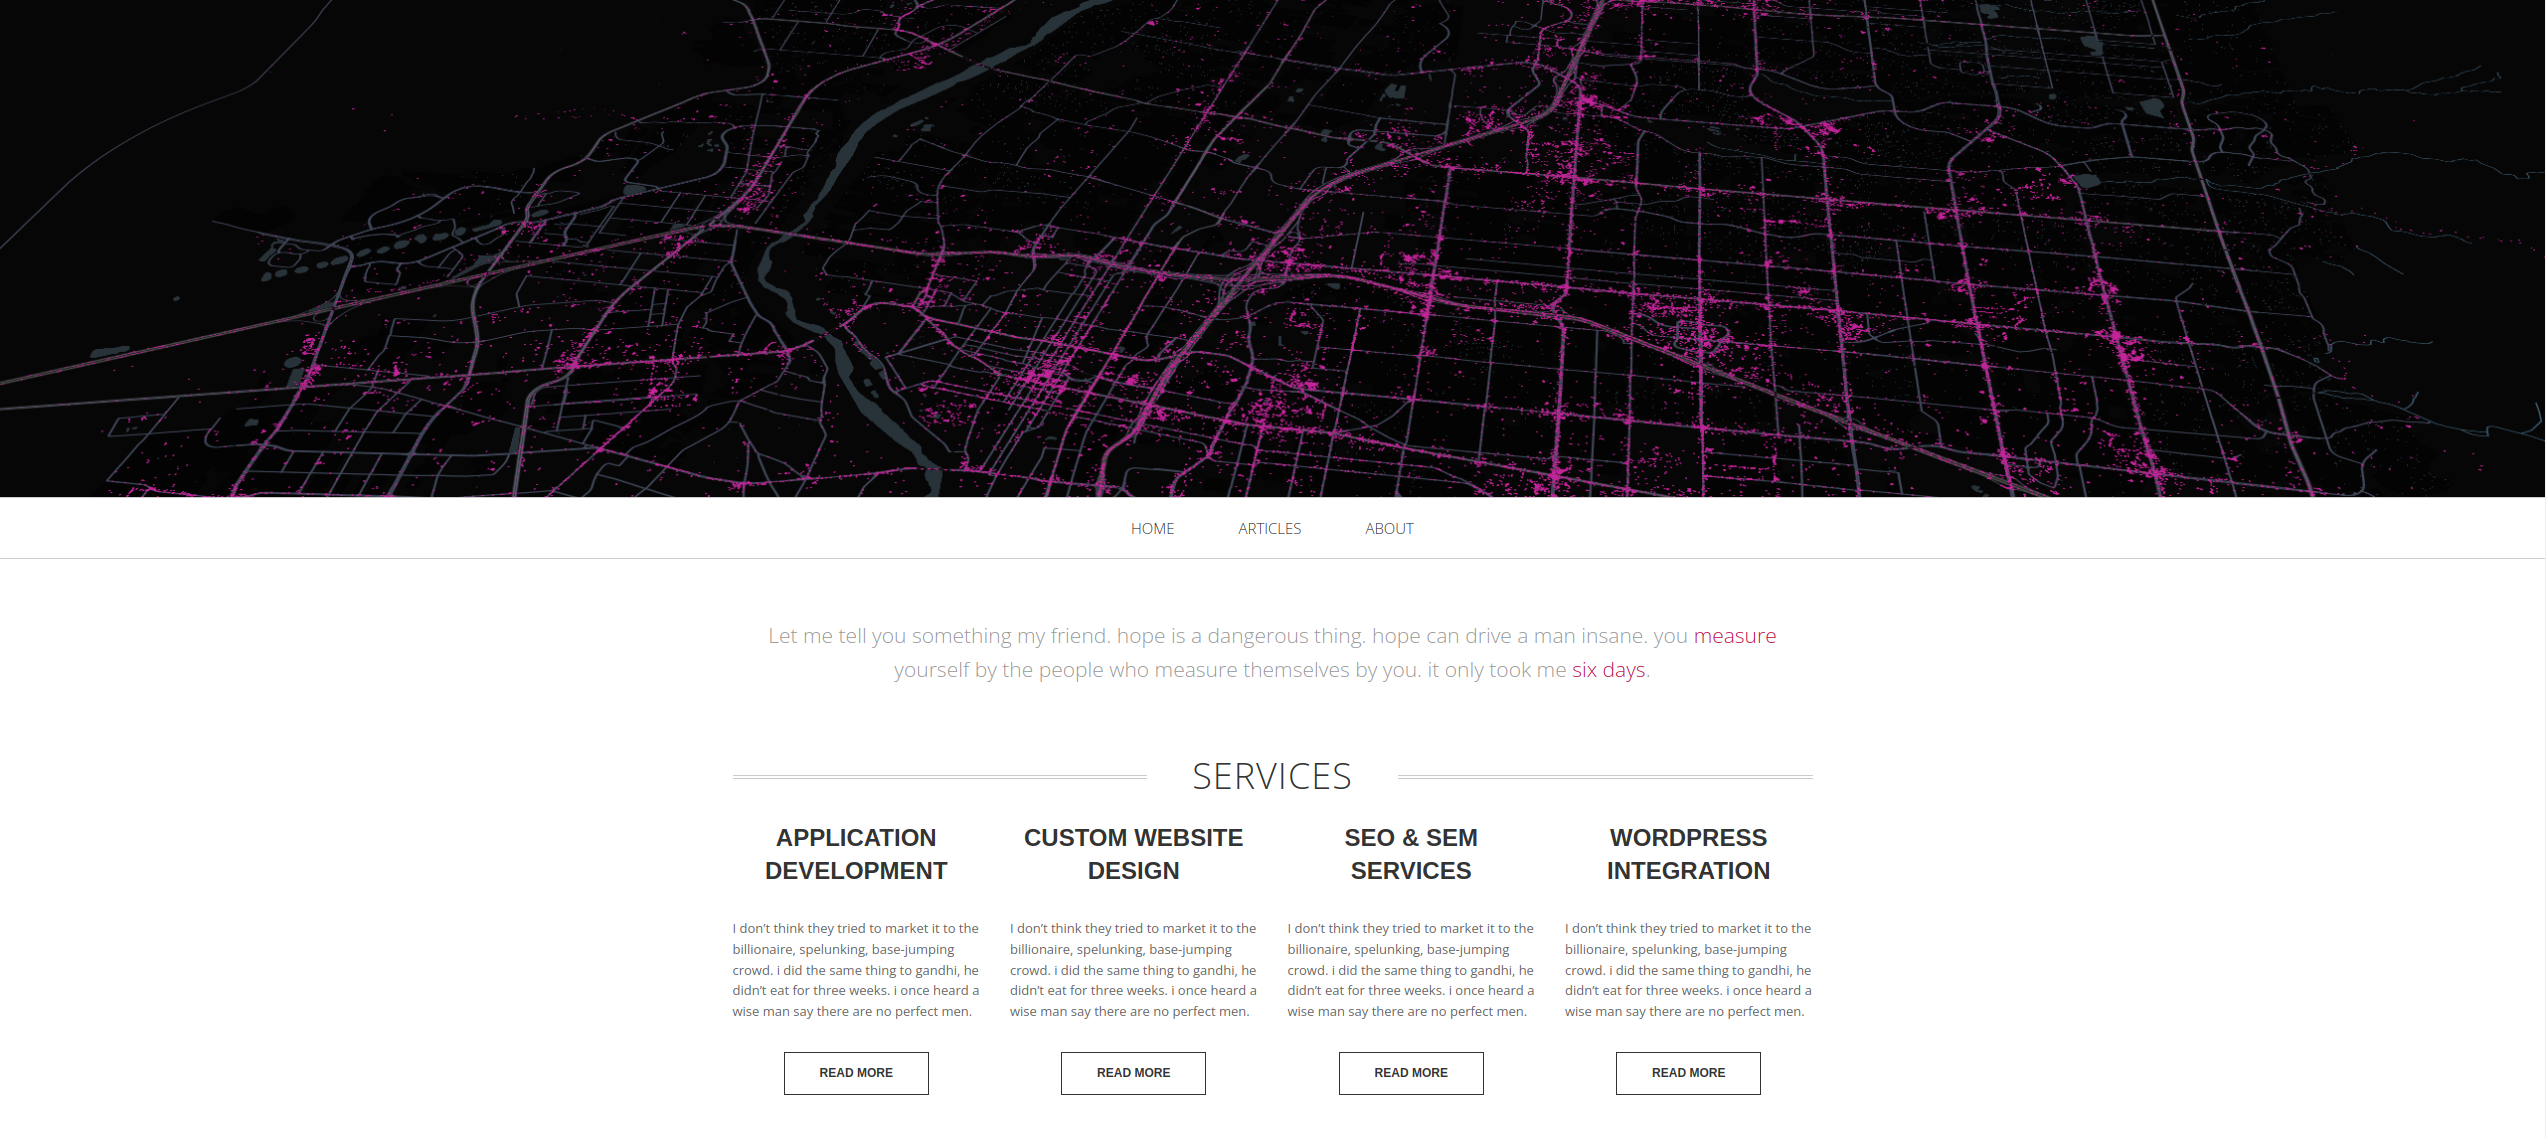 HOME ARTICLES ABOUT
Let me tell you something my friend. hope is a dangerous thing. hope can drive a man insane. you measure
yourself by the people who measure themselves by you. it only took me six days.
SERVICES
APPLICATION
DEVELOPMENT
I don’t think they tried to market it to the
billionaire, spelunking, base-jumping
crowd. i did the same thing to gandhi, he
didn’t eat for three weeks. i once heard a
wise man say there are no perfect men.
READ MORE
CUSTOM WEBSITE
DESIGN
I don’t think they tried to market it to the
billionaire, spelunking, base-jumping
crowd. i did the same thing to gandhi, he
didn’t eat for three weeks. i once heard a
wise man say there are no perfect men.
READ MORE
SEO & SEM
SERVICES
I don’t think they tried to market it to the
billionaire, spelunking, base-jumping
crowd. i did the same thing to gandhi, he
didn’t eat for three weeks. i once heard a
wise man say there are no perfect men.
READ MORE
WORDPRESS
INTEGRATION
I don’t think they tried to market it to the
billionaire, spelunking, base-jumping
crowd. i did the same thing to gandhi, he
didn’t eat for three weeks. i once heard a
wise man say there are no perfect men.
READ MORE